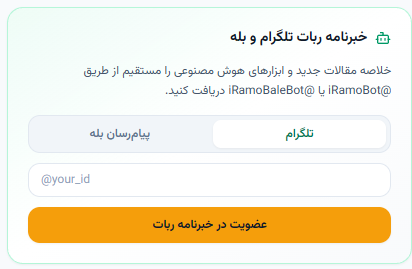 خبرنامه ربات تلگرام و بله
خلاصه مقالات جدید و ابزارهای هوش مصنوعی را مستقیم از طریق
@iRamoBot یا @iRamoBaleBot دریافت کنید.
تلگرام
پیام‌رسان بله
@your_id
عضویت در خبرنامه ربات